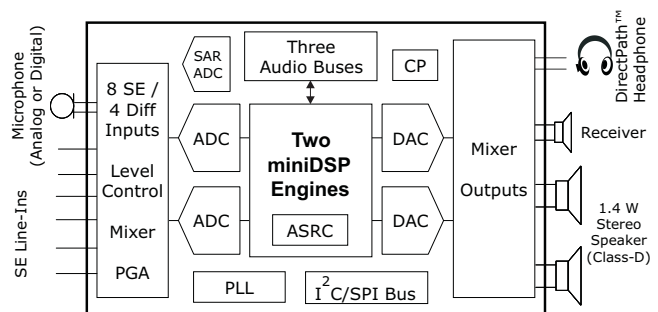 Microphone
(Analog or Digital)
SE Line-Ins
8 SE /
4 Diff
Inputs
Level
Control
Mixer
PGA
SAR
ADC
Three
Audio Buses
CP
ADC
ADC
Two
miniDSP
Engines
ASRC
DAC
DAC
PLL
I²C/SPI Bus
Mixer
Outputs
DirectPath™
Headphone
Receiver
1.4 W
Stereo
Speaker
(Class-D)